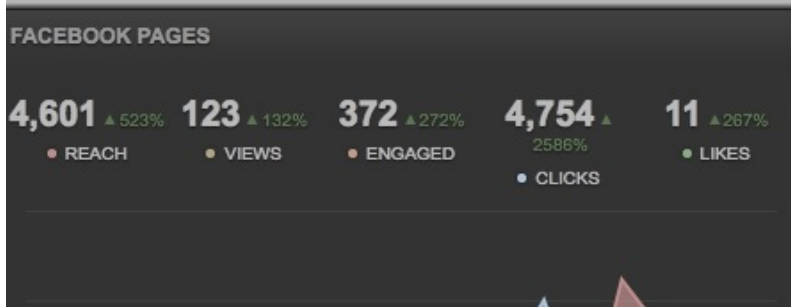 FACEBOOK PAGES
4,601 ▲ 523% 123 ▲ 132% 372 ▲ 272% 4,754 ▲ 2586% 11 ▲ 267%
• REACH • VIEWS • ENGAGED • CLICKS • LIKES